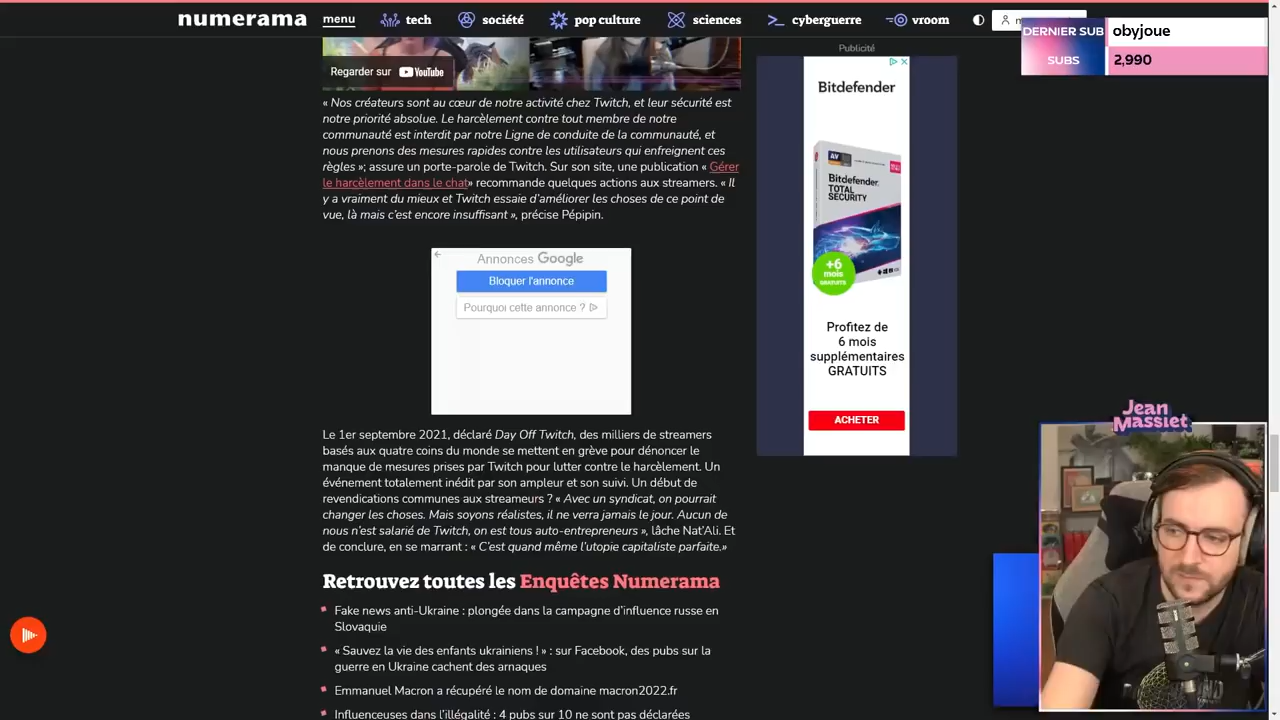 numerama
menu
tech
société
pop culture
sciences
cyberguerre
vroom
DERNIER SUB
obyjoue
SUBS
2,990
Regarder sur YouTube
« Nos créateurs sont au cœur de notre activité chez Twitch, et leur sécurité est
notre priorité absolue. Le harcèlement contre tout membre de notre
communauté est interdit par notre Ligne de conduite de la communauté, et
nous prenons des mesures rapides contre les utilisateurs qui enfreignent ces
règles »; assure un porte-parole de Twitch. Sur son site, une publication « Gérer
le harcèlement dans le chat» recommande quelques actions aux streamers. « Il
y a vraiment du mieux et Twitch essaie d'améliorer les choses de ce point de
vue, là mais c'est encore insuffisant », précise Pépipin.
Annonces Google
Bloquer l'annonce
Pourquoi cette annonce ?
Le 1er septembre 2021, déclaré Day Off Twitch, des milliers de streamers
basés aux quatre coins du monde se mettent en grève pour dénoncer le
manque de mesures prises par Twitch pour lutter contre le harcèlement. Un
événement totalement inédit par son ampleur et son suivi. Un début de
revendications communes aux streameurs ? « Avec un syndicat, on pourrait
changer les choses. Mais soyons réalistes, il ne verra jamais le jour. Aucun de
nous n'est salarié de Twitch, on est tous auto-entrepreneurs », lâche Nat'Ali. Et
de conclure, en se marrant : « C'est quand même l'utopie capitaliste parfaite.»
Retrouvez toutes les Enquêtes Numerama
Fake news anti-Ukraine : plongée dans la campagne d'influence russe en
Slovaquie
« Sauvez la vie des enfants ukrainiens ! » : sur Facebook, des pubs sur la
guerre en Ukraine cachent des arnaques
Emmanuel Macron a récupéré le nom de domaine macron2022.fr
Influenceuses dans l'illégalité : 4 pubs sur 10 ne sont pas déclarées
Publicité
Bitdefender
AV
Bitdefender
TOTAL
SECURITY
+6
mois
GRATUITS
Profitez de
6 mois
supplémentaires
GRATUITS
ACHETER
Jean
Massiet